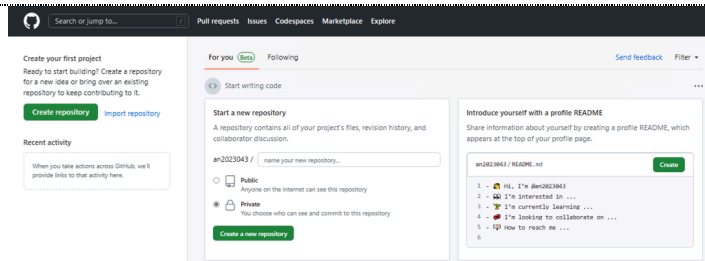 Search or jump to... /
Pull requests Issues Codespaces Marketplace Explore
Create your first project
Ready to start building? Create a repository
for a new idea or bring over an existing
repository to keep contributing to it.
Create repository Import repository
Recent activity
When you take actions across GitHub, we'll
provide links to that activity here.
For you Beta Following
Send feedback Filter
Start writing code
Start a new repository
A repository contains all of your project's files, revision history, and
collaborator discussion.
an2023043 / name your new repository...
Public
Anyone on the internet can see this repository
Private
You choose who can see and commit to this repository
Create a new repository
Introduce yourself with a profile README
Share information about yourself by creating a profile README, which
appears at the top of your profile page.
an2023043 / README.md Create
1 - 👋 Hi, I'm @an2023043
2 - 👀 I'm interested in ...
3 - 🌱 I'm currently learning ...
4 - 💞️ I'm looking to collaborate on ...
5 - 📫 How to reach me ...
6